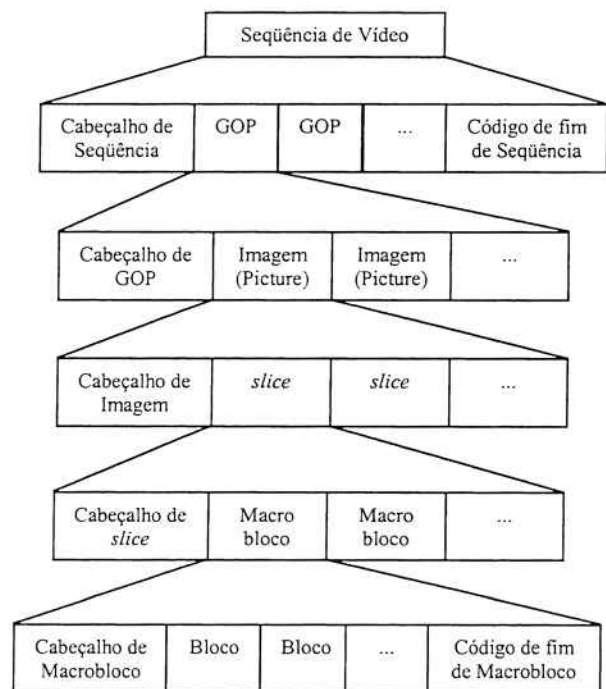 Seqüência de Vídeo
Cabeçalho de Seqüência
GOP
GOP
...
Código de fim de Seqüência
Cabeçalho de GOP
Imagem (Picture)
Imagem (Picture)
...
Cabeçalho de Imagem
slice
slice
...
Cabeçalho de slice
Macro bloco
Macro bloco
...
Cabeçalho de Macrobloco
Bloco
Bloco
...
Código de fim de Macrobloco